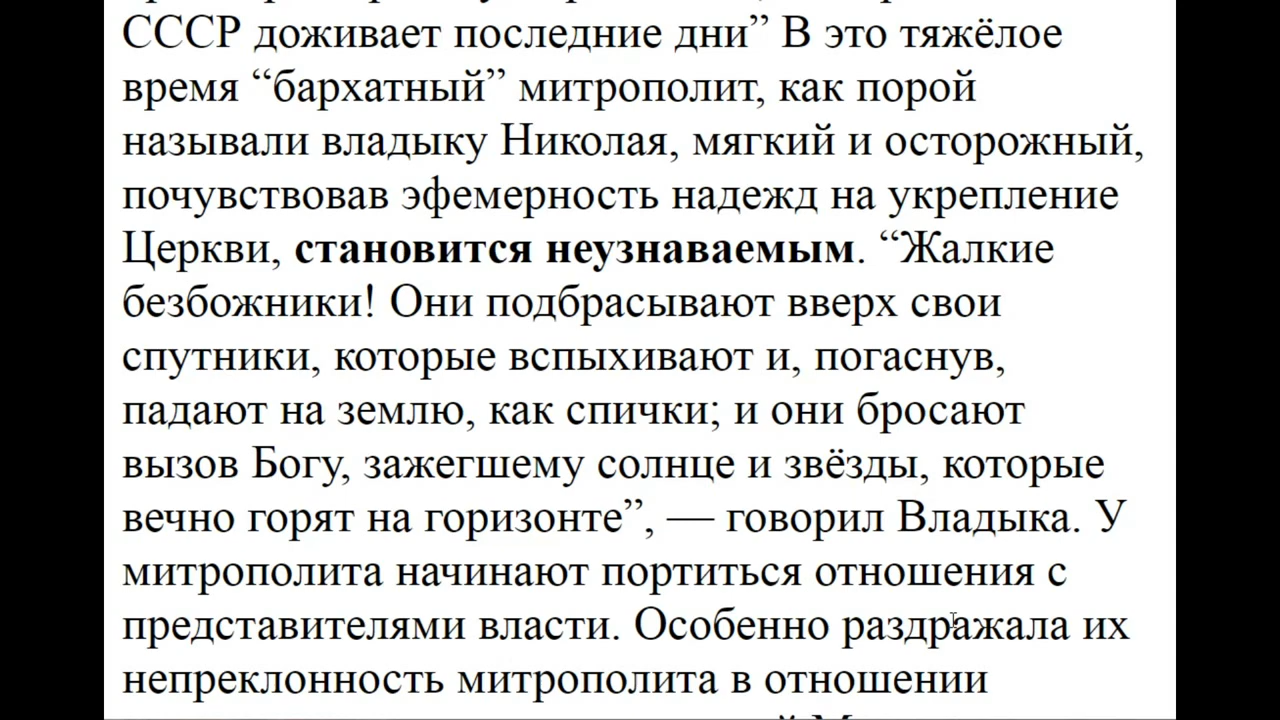 СССР доживает последние дни” В это тяжёлое
время “бархатный” митрополит, как порой
называли владыку Николая, мягкий и осторожный,
почувствовав эфемерность надежд на укрепление
Церкви, становится неузнаваемым. “Жалкие
безбожники! Они подбрасывают вверх свои
спутники, которые вспыхивают и, погаснув,
падают на землю, как спички; и они бросают
вызов Богу, зажегшему солнце и звёзды, которые
вечно горят на горизонте”, — говорил Владыка. У
митрополита начинают портиться отношения с
представителями власти. Особенно раздражала их
непреклонность митрополита в отношении